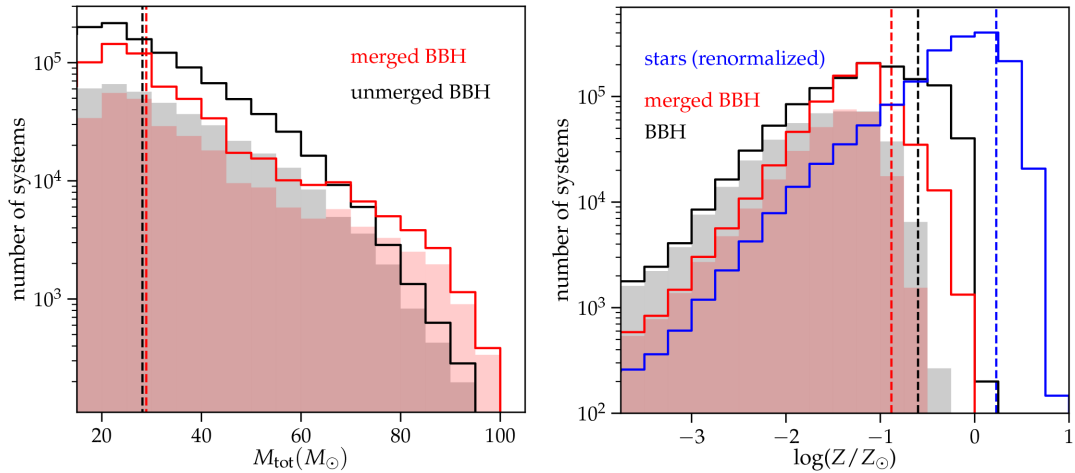 number of systems
10^5
10^4
10^3
merged BBH
unmerged BBH
20 40 60 80 100
M_tot(M_⊙)
number of systems
10^5
10^4
10^3
10^2
stars (renormalized)
merged BBH
BBH
−3 −2 −1 0 1
log(Z/Z_⊙)